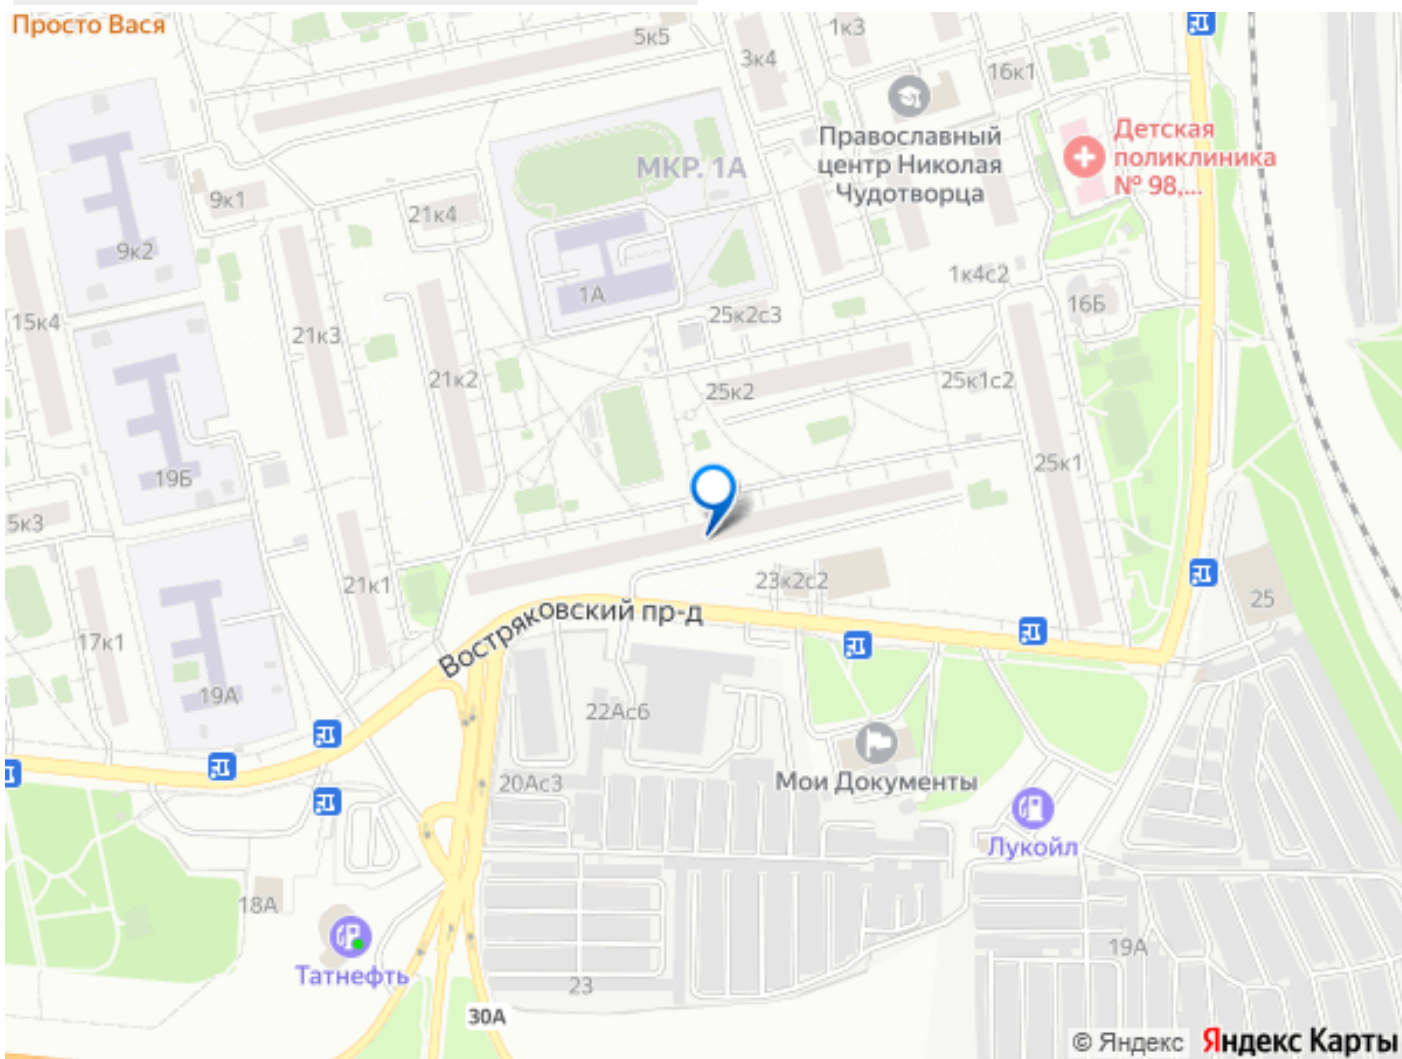 Просто Вася
5к5
1к3
3к4
16к1
Православный
центр Николая
Чудотворца
Детская
поликлиника
№ 98,...
МКР. 1А
9к1
21к4
9к2
1А
1к4с2
16Б
15к4
21к3
25к2с3
21к2
25к2
25к1с2
25к1
19Б
5к3
21к1
23к2с2
25
Востряковский пр-д
17к1
19А
22Ас6
20Ас3
Мои Документы
Лукойл
18А
Татнефть
23
19А
30А
© Яндекс
Яндекс Карты